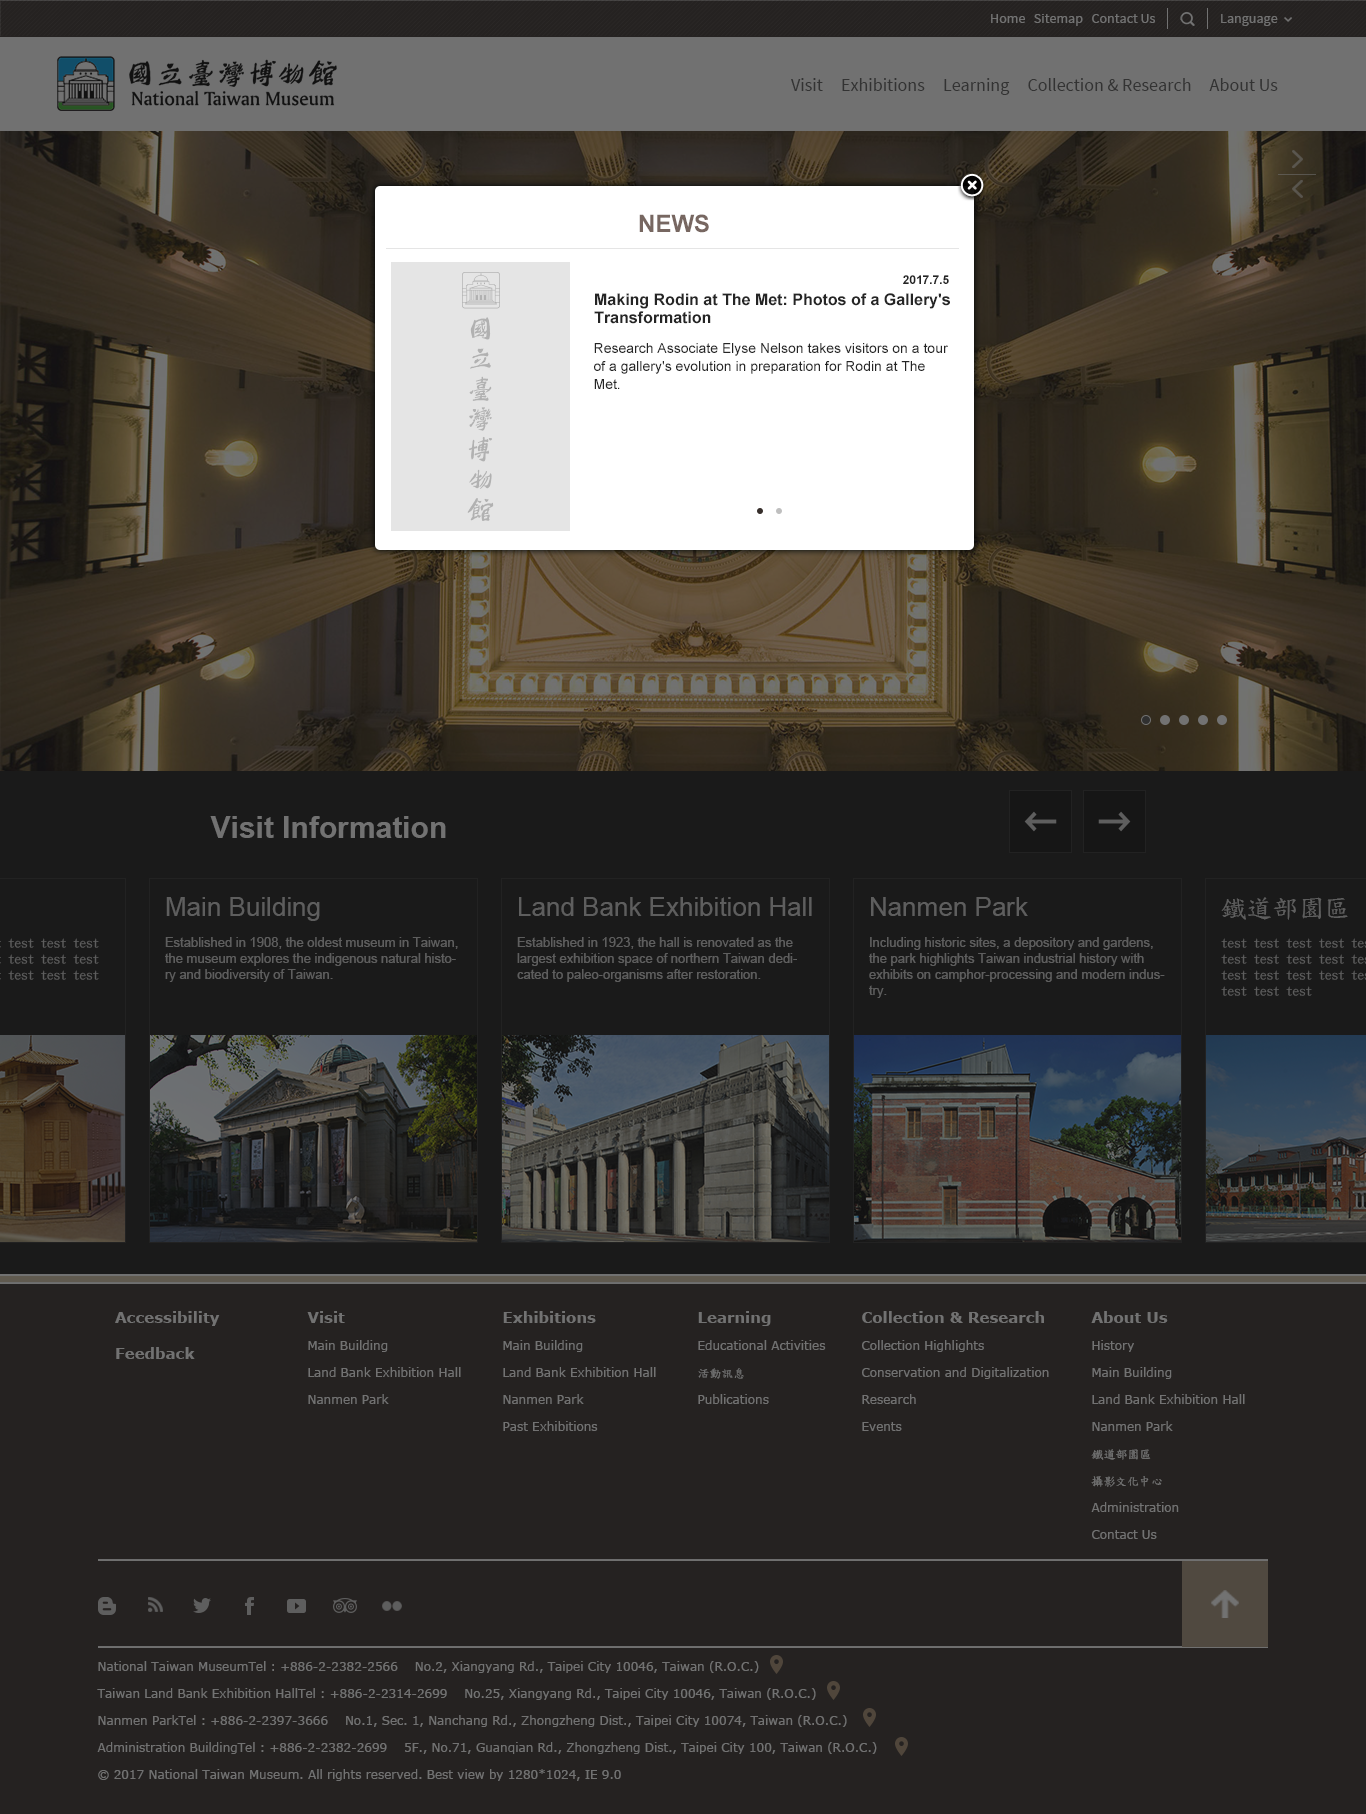 Home Sitemap Contact Us Language
國立臺灣博物館
National Taiwan Museum
Visit Exhibitions Learning Collection & Research About Us
NEWS
國立臺灣博物館
2017.7.5
Making Rodin at The Met: Photos of a Gallery's
Transformation
Research Associate Elyse Nelson takes visitors on a tour
of a gallery's evolution in preparation for Rodin at The
Met.
Visit Information
test test test
test test test
test test test
Main Building
Established in 1908, the oldest museum in Taiwan,
the museum explores the indigenous natural histo-
ry and biodiversity of Taiwan.
Land Bank Exhibition Hall
Established in 1923, the hall is renovated as the
largest exhibition space of northern Taiwan dedi-
cated to paleo-organisms after restoration.
Nanmen Park
Including historic sites, a depository and gardens,
the park highlights Taiwan industrial history with
exhibits on camphor-processing and modern indus-
try.
鐵道部園區
test test test test te
test test test test te
test test test test te
test test test
Accessibility
Feedback
Visit
Main Building
Land Bank Exhibition Hall
Nanmen Park
Exhibitions
Main Building
Land Bank Exhibition Hall
Nanmen Park
Past Exhibitions
Learning
Educational Activities
活動訊息
Publications
Collection & Research
Collection Highlights
Conservation and Digitalization
Research
Events
About Us
History
Main Building
Land Bank Exhibition Hall
Nanmen Park
鐵道部園區
攝影文化中心
Administration
Contact Us
National Taiwan MuseumTel : +886-2-2382-2566 No.2, Xiangyang Rd., Taipei City 10046, Taiwan (R.O.C.)
Taiwan Land Bank Exhibition HallTel : +886-2-2314-2699 No.25, Xiangyang Rd., Taipei City 10046, Taiwan (R.O.C.)
Nanmen ParkTel : +886-2-2397-3666 No.1, Sec. 1, Nanchang Rd., Zhongzheng Dist., Taipei City 10074, Taiwan (R.O.C.)
Administration BuildingTel : +886-2-2382-2699 5F., No.71, Guanqian Rd., Zhongzheng Dist., Taipei City 100, Taiwan (R.O.C.)
© 2017 National Taiwan Museum. All rights reserved. Best view by 1280*1024, IE 9.0